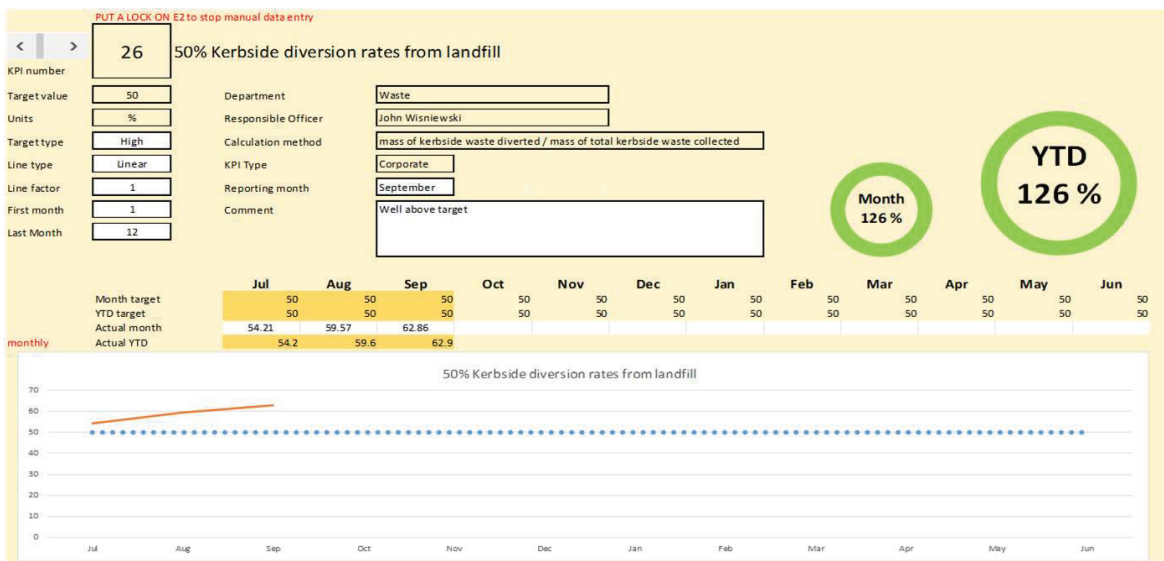 PUT A LOCK ON E2 to stop manual data entry
< >
KPI number
26
50% Kerbside diversion rates from landfill
Target value 50 Department Waste
Units % Responsible Officer John Wisniewski
Target type High Calculation method mass of kerbside waste diverted / mass of total kerbside waste collected
Line type Linear KPI Type Corporate
Line factor 1 Reporting month September
First month 1 Comment Well above target
Last Month 12
Month
126 %
YTD
126 %
Jul Aug Sep Oct Nov Dec Jan Feb Mar Apr May Jun
Month target 50 50 50 50 50 50 50 50 50 50 50 50
YTD target 50 50 50 50 50 50 50 50 50 50 50 50
Actual month 54.21 59.57 62.86
monthly Actual YTD 54.2 59.6 62.9
50% Kerbside diversion rates from landfill
70
60
50
40
30
20
10
0
Jul Aug Sep Oct Nov Dec Jan Feb Mar Apr May Jun